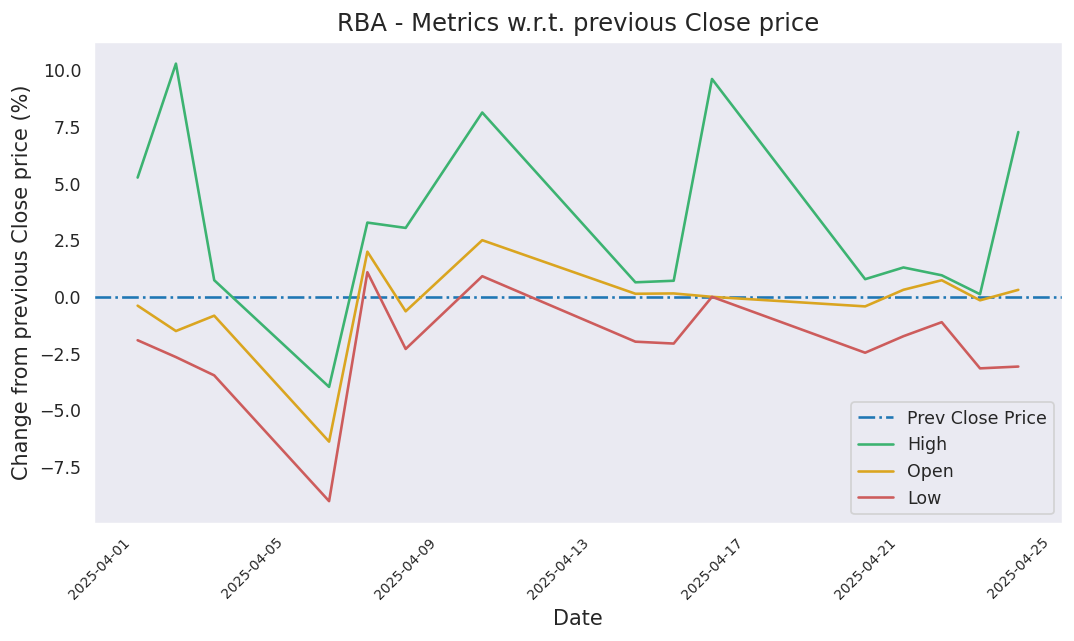 RBA - Metrics w.r.t. previous Close price
Change from previous Close price (%)
10.0
7.5
5.0
2.5
0.0
−2.5
−5.0
−7.5
Prev Close Price
High
Open
Low
2025-04-01
2025-04-05
2025-04-09
2025-04-13
2025-04-17
2025-04-21
2025-04-25
Date